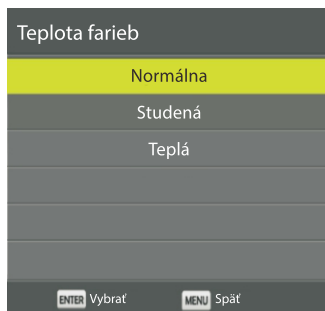 Teplota farieb
Normálna
Studená
Teplá
ENTER Vybrať MENU Späť